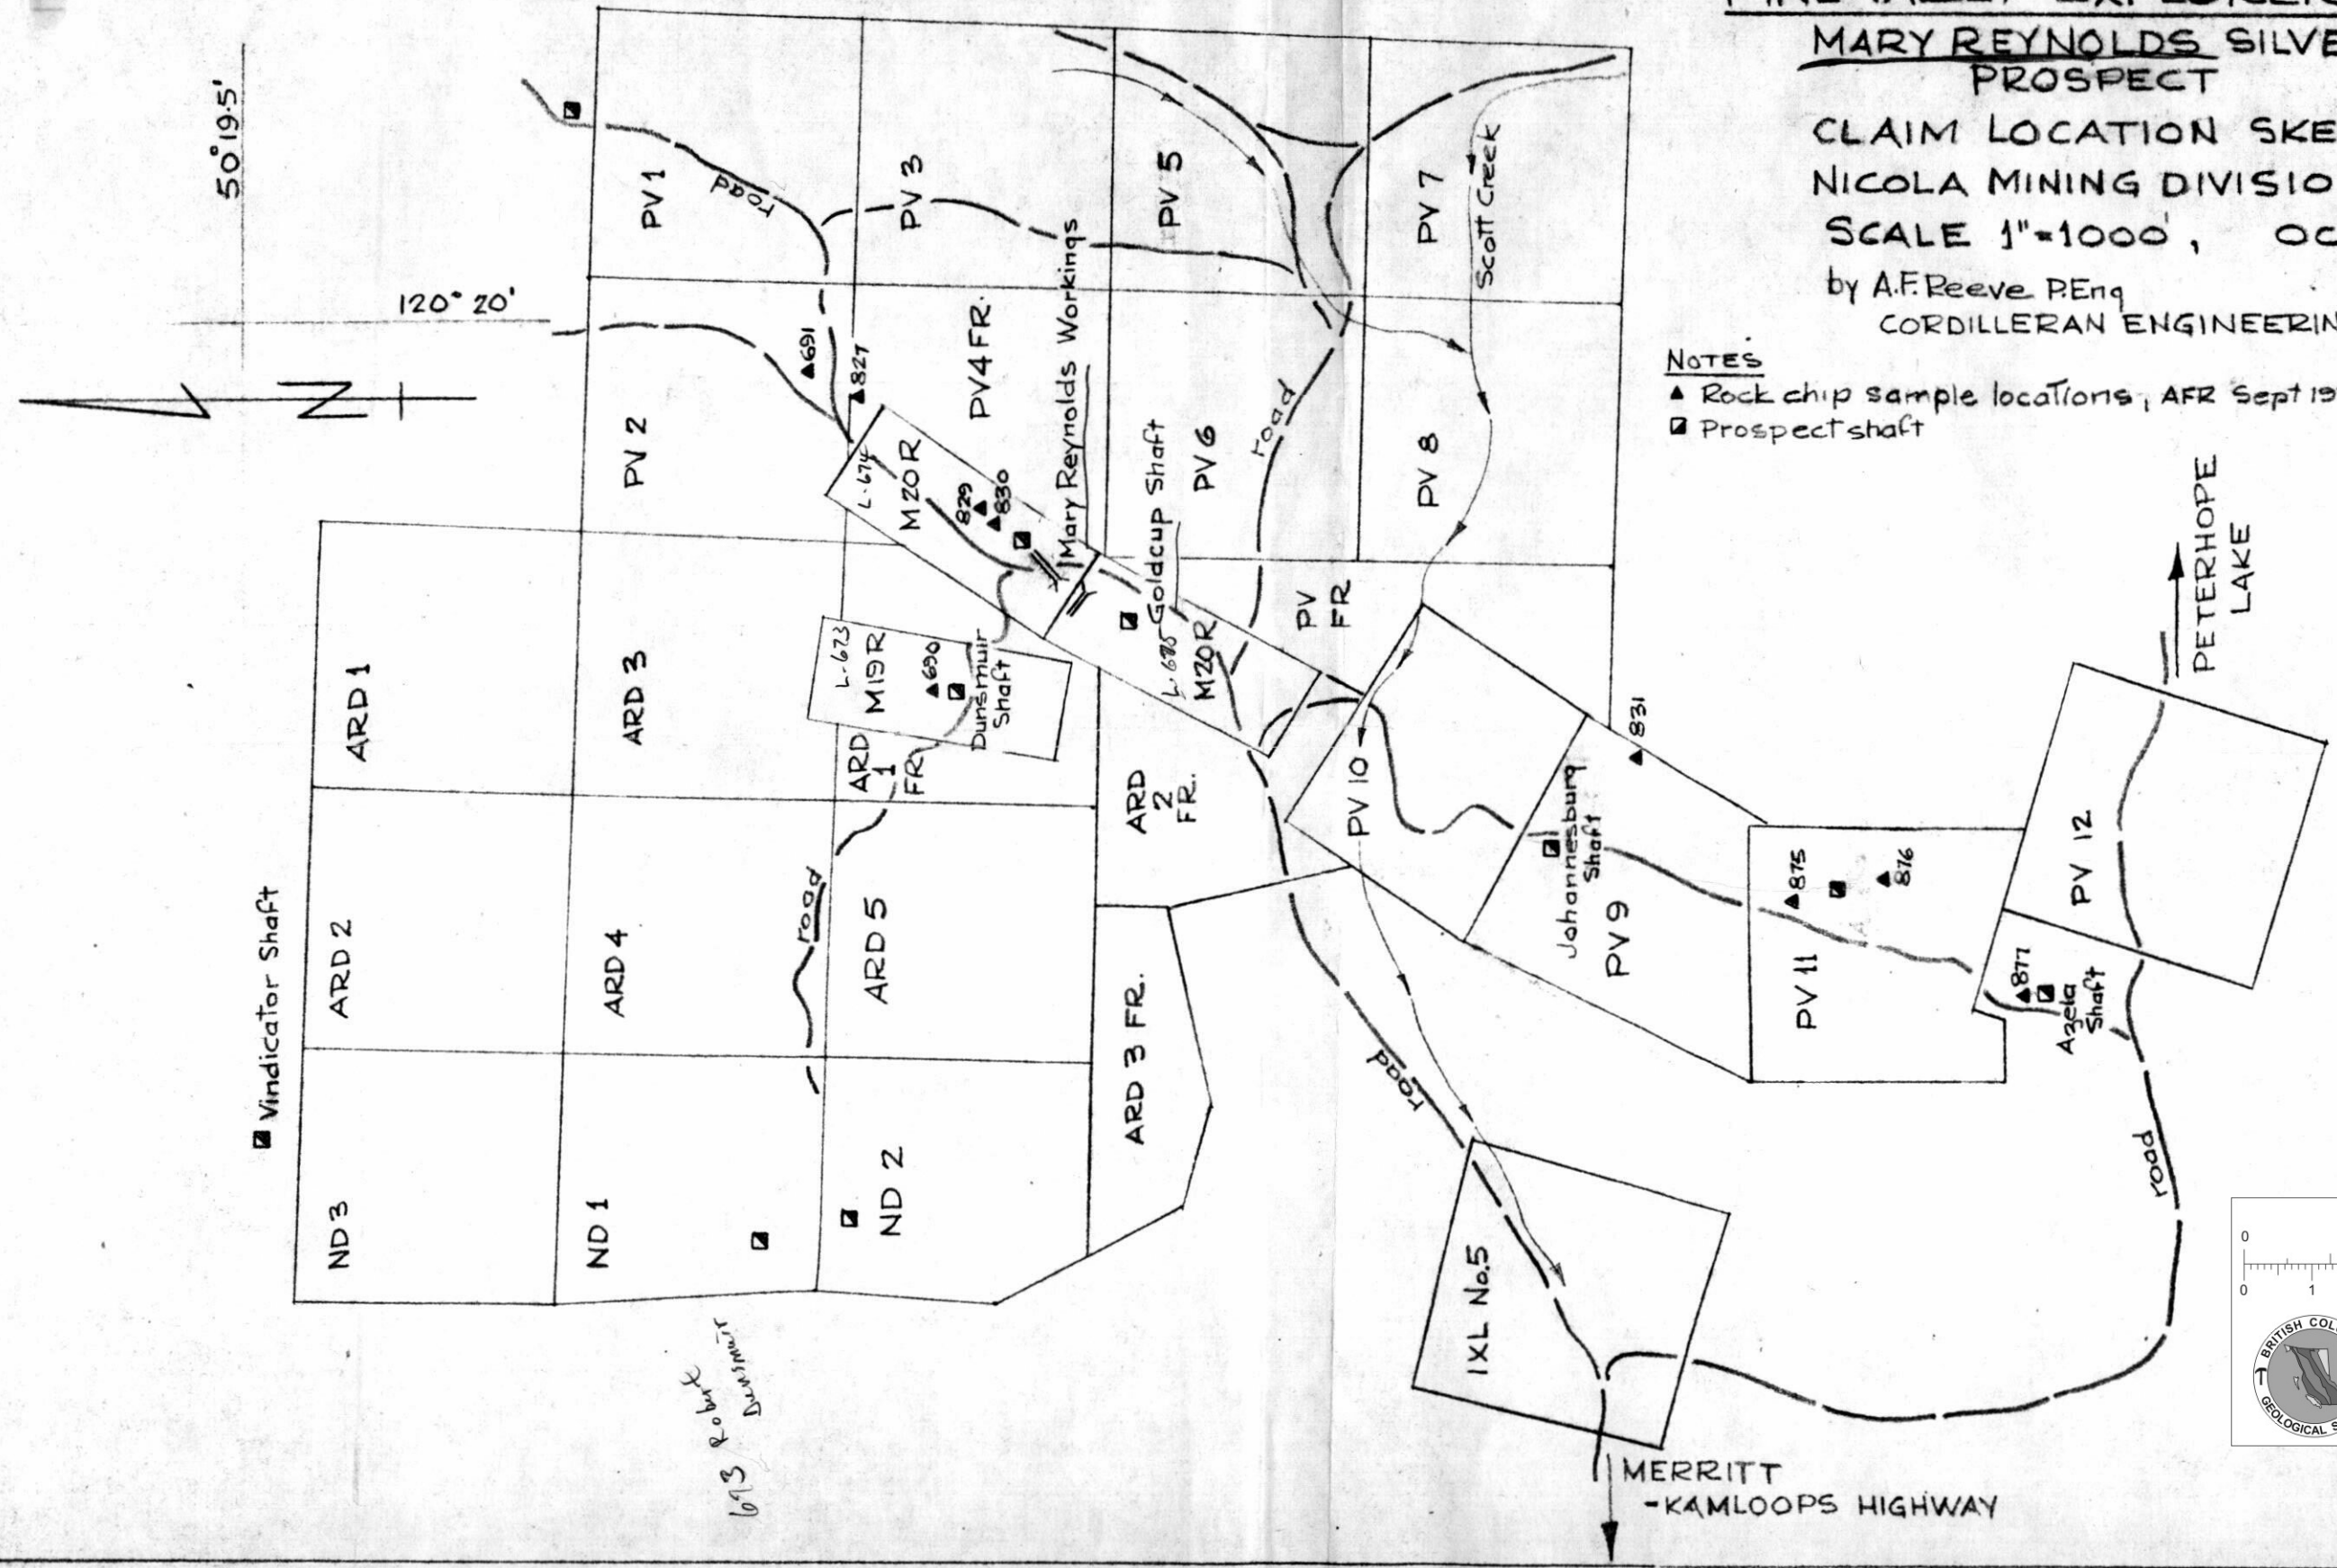 MARY REYNOLDS
PROSPECT
CLAIM LOCATION
NICOLA MINING
SCALE 1"=1000',
by A.F. Reeve P.Eng
CORDILLERAN
NOTES
▲ Rock chip sample locations, AFR Sept
Prospect shaft
50°19.5'
120° 20'
N
PV 1
road
PV 3
PV 5
PV 7
Scott Creek
PV 2
691
827
PV4 FR.
Mary Reynolds Workings
PV 6
road
PV 8
L-674
M20R
829
830
Goldcup Shaft
L-675
M20R
PV
FR
ARD 1
ARD 3
L-673
M19R
690
Dunsmuir
Shaft
ARD
1
FR
ARD
2
FR.
PV 10
831
Johannesburg
Shaft
PV 9
PETERHOPE
LAKE
Vindicator Shaft
ARD 2
ARD 4
road
ARD 5
ARD 3 FR.
PV 11
875
876
PV 12
877
Azela
Shaft
ND 3
ND 1
ND 2
road
road
IXL No.5
673 Robert
Dunsmuir
MERRITT
-KAMLOOPS HIGHWAY
0
0 1
BRITISH
GEOLOGICAL